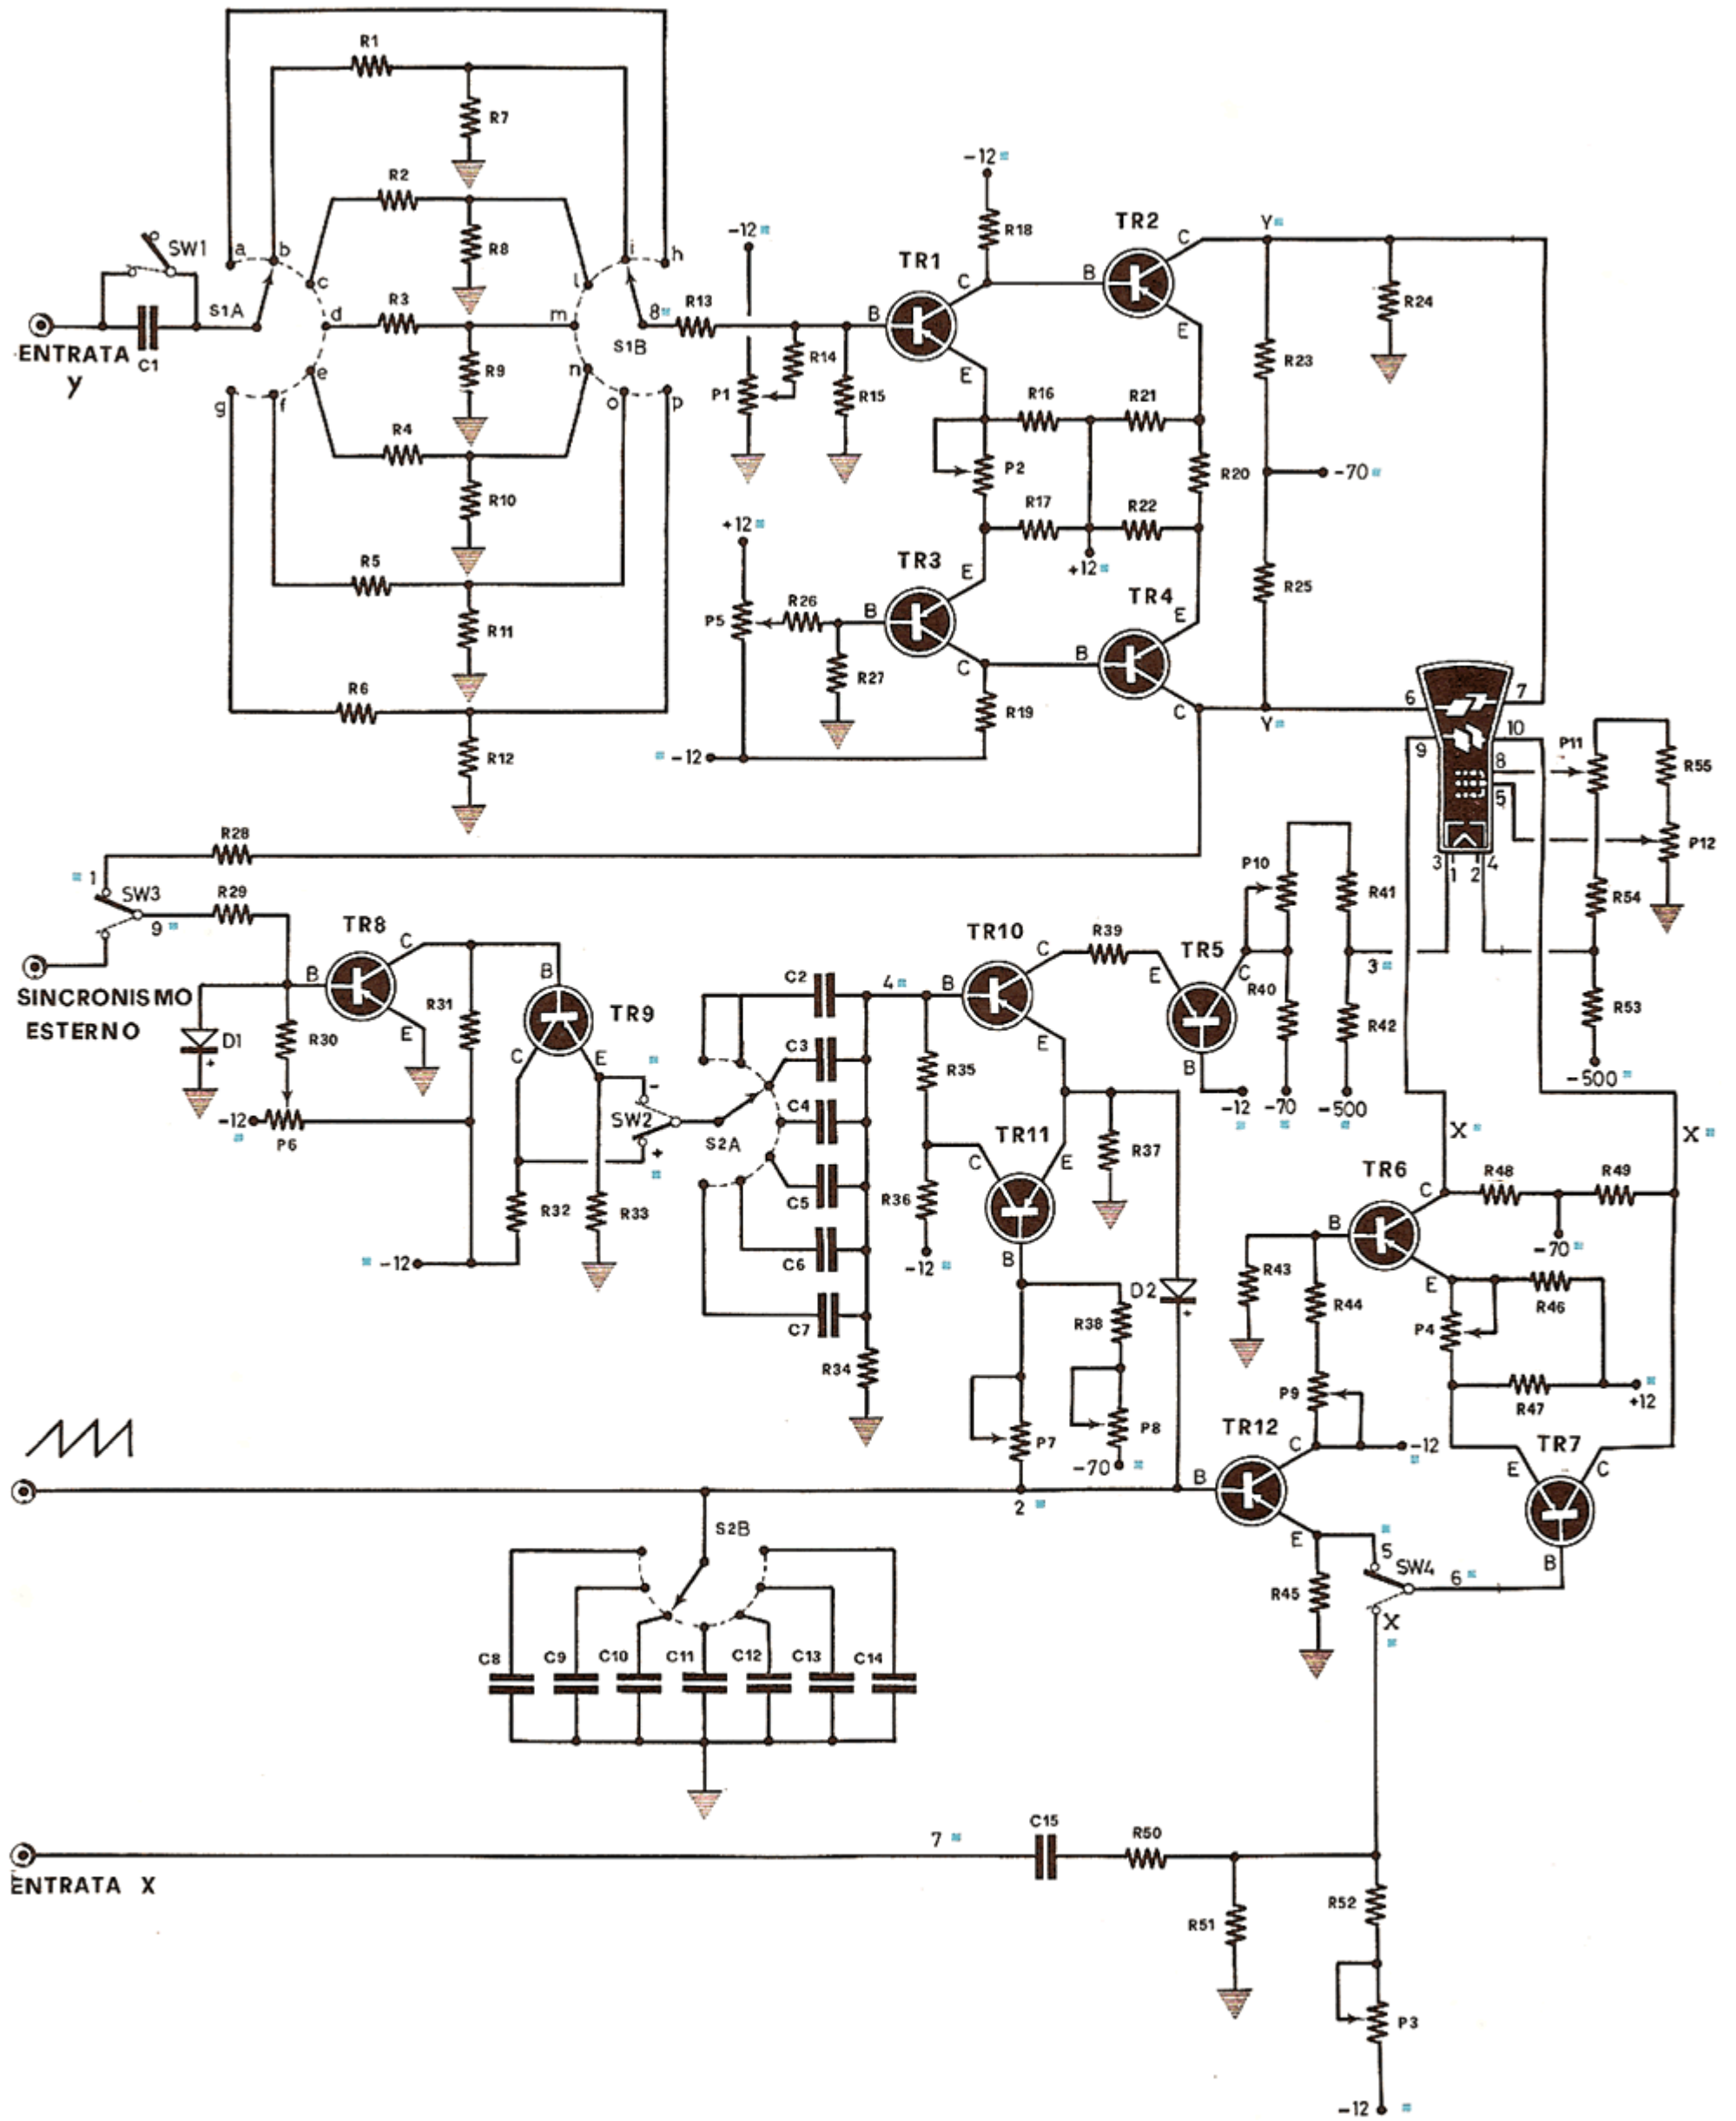 R1
R7
R2
R8
-12
SW1
a b
i h
-12
R18
TR2
C
Y
TR1
C
B
R24
c
l
S1A
R3
d
m
8
R13
B
E
ENTRATA
y
C1
S1B
R14
R23
e
R9
n
P1
R15
E
R16
R21
g f
o p
R4
P2
R20
-70
R10
R17
R22
+12
+12
TR3
E
R5
P5
R26
B
TR4
E
R25
R11
R27
C
B
R6
R19
C
6
7
Y
R12
-12
9
10
P11
8
R55
5
R28
P10
P12
1
SW3
R29
3
1
2
4
R41
R54
9
TR8
C
TR10
C
R39
TR5
E
C
3
SINCRONISMO
ESTERNO
B
B
C2
4
B
R40
R31
TR9
R42
R53
D1
R30
E
C
E
C3
E
R35
B
-500
-12
-70
-500
-12
P6
-
SW2
S2A
C4
TR11
X
X
+
C
E
R37
TR6
C5
R36
C
R48
R49
R32
R33
B
-12
C6
-12
B
-70
R43
D2
E
R46
C7
R38
R44
P4
R34
P9
R47
+12
P7
P8
TR12
C
-12
TR7
-70
B
E
C
2
S2B
E
5
SW4
B
R45
6
X
C8
C9
C10
C11
C12
C13
C14
7
C15
R50
ENTRATA X
R52
R51
P3
-12